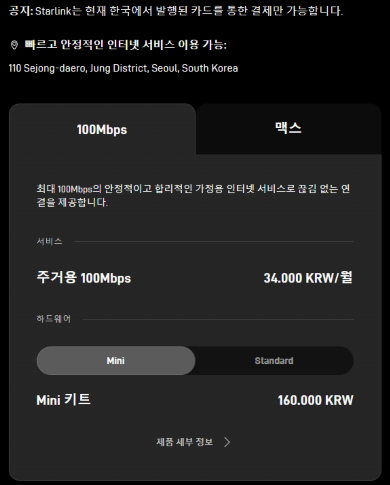 공지: Starlink는 현재 한국에서 발행된 카드를 통한 결제만 가능합니다.
빠르고 안정적인 인터넷 서비스 이용 가능:
110 Sejong-daero, Jung District, Seoul, South Korea
100Mbps
맥스
최대 100Mbps의 안정적이고 합리적인 가정용 인터넷 서비스로 끊김 없는 연
결을 제공합니다.
서비스
주거용 100Mbps 34.000 KRW/월
하드웨어
Mini
Standard
Mini 키트 160.000 KRW
제품 세부 정보